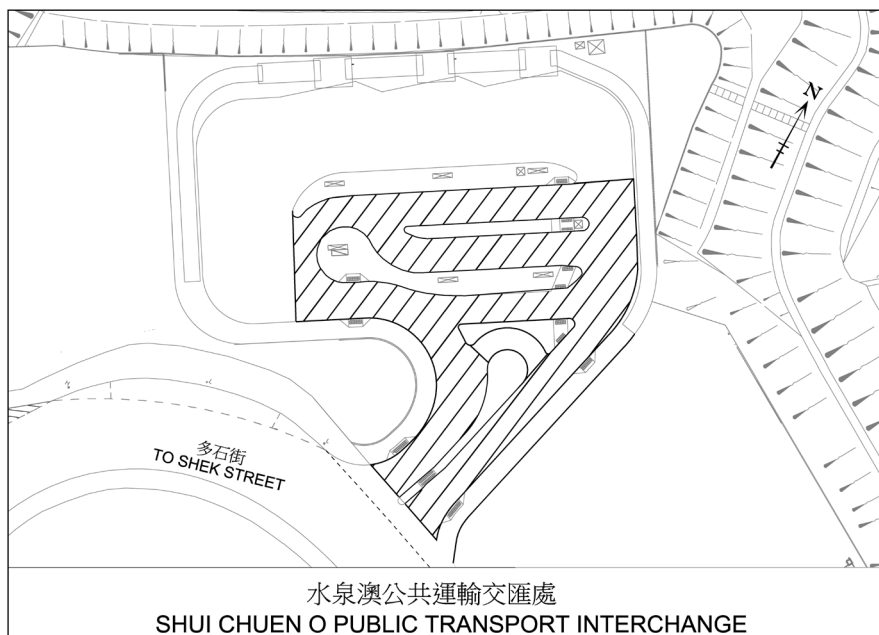 N
多石街
TO SHEK STREET
水泉澳公共運輸交匯處
SHUI CHUEN O PUBLIC TRANSPORT INTERCHANGE